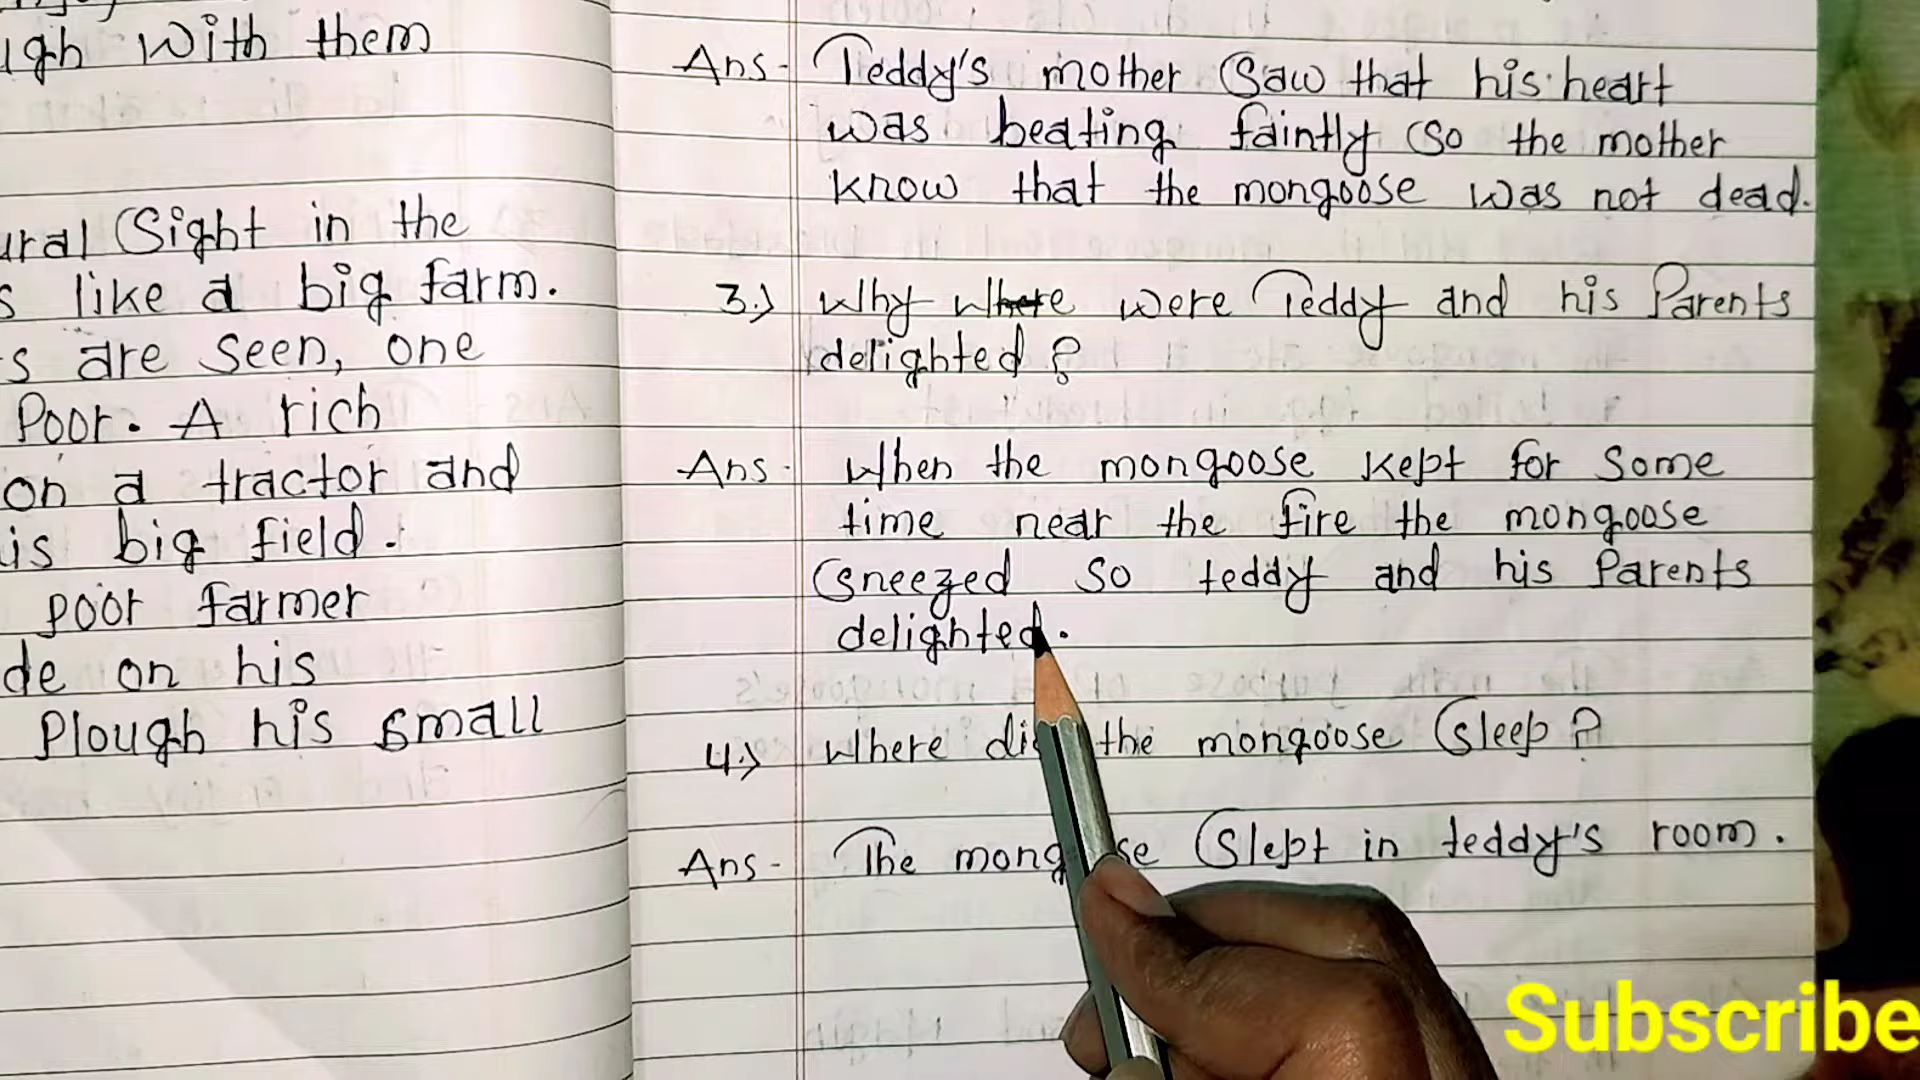 ugh with them
ural Sight in the
s like a big farm.
s are seen, one
Poor. A rich
on a tractor and
is big field.
poor farmer
de on his
Plough his small
Ans - Teddy's mother Saw that his heart
was beating faintly So the mother
know that the mongoose was not dead.
3.) Why where were Teddy and his Parents
delighted ?
Ans - When the mongoose kept for some
time near the fire the mongoose
sneezed so teddy and his Parents
delighted.
4.) Where did the mongoose Sleep ?
Ans - The mongoose Slept in teddy's room.
Subscribe